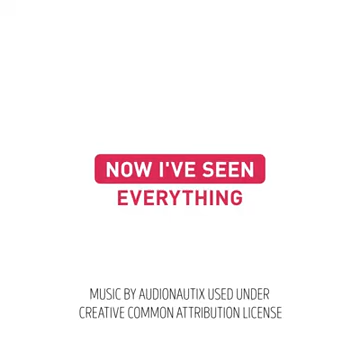 NOW I'VE SEEN
EVERYTHING
MUSIC BY AUDIONAUTIX USED UNDER
CREATIVE COMMON ATTRIBUTION LICENSE